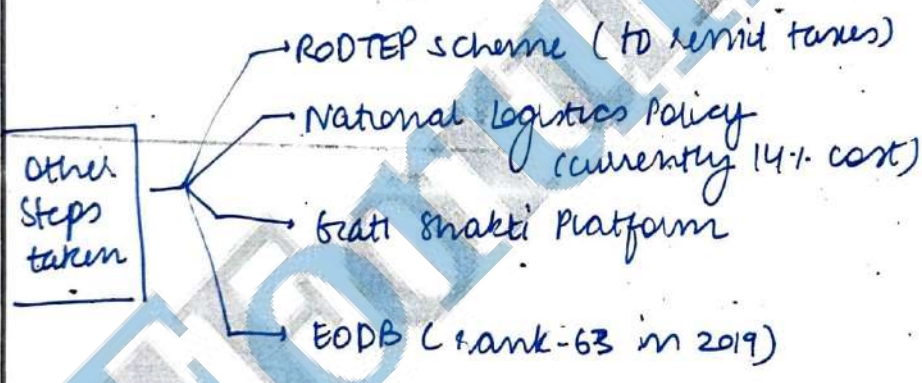 RODTEP scheme (to remit taxes)
National Logistics Policy
(currently 14% cost)
Other
Steps
taken
Gati Shakti Platform
EODB (rank-63 in 2019)